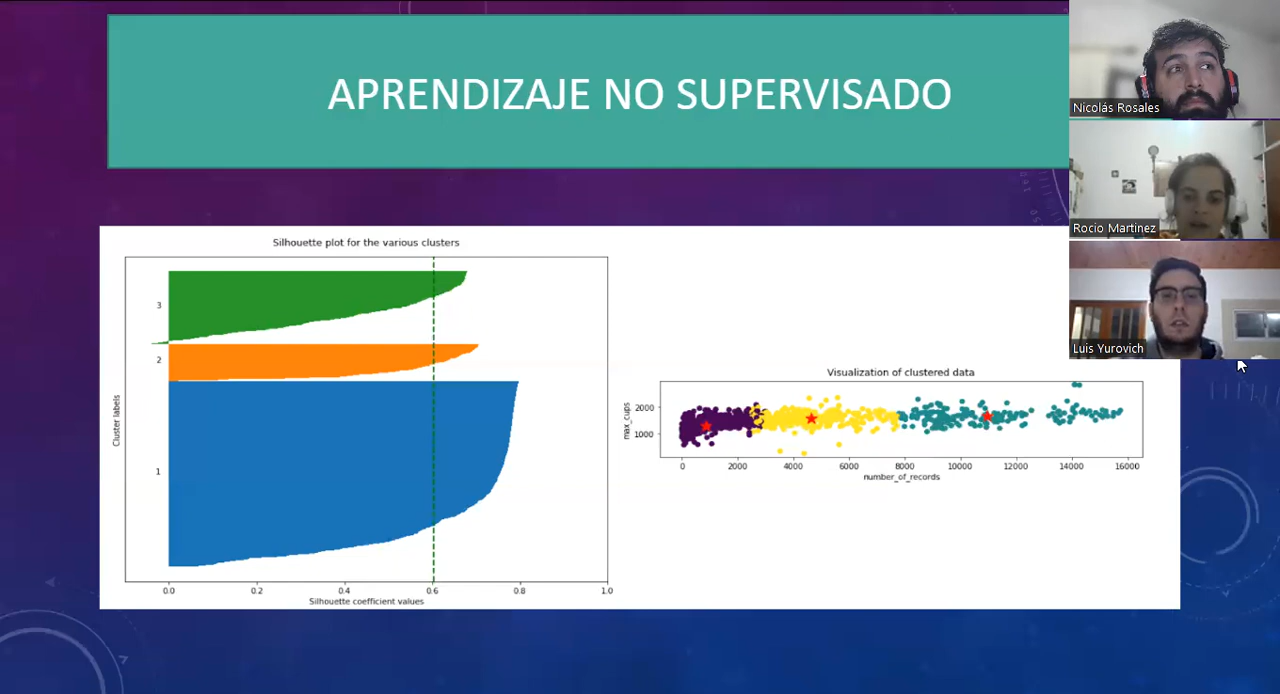 APRENDIZAJE NO SUPERVISADO
Nicolás Rosales
Rocio Martinez
Luis Yurovich
Silhouette plot for the various clusters
Cluster labels
3
2
1
0.0 0.2 0.4 0.6 0.8 1.0
Silhouette coefficient values
Visualization of clustered data
max_cups
2000
1000
0 2000 4000 6000 8000 10000 12000 14000 16000
number_of_records